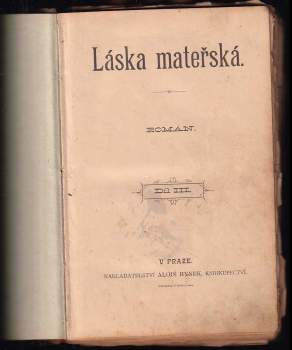 Láska mateřská.
ROMAN.
Díl III.
V PRAZE.
NAKLADATELSTVÍ ALOIS HYNEK, KNIHKUPECTVÍ.